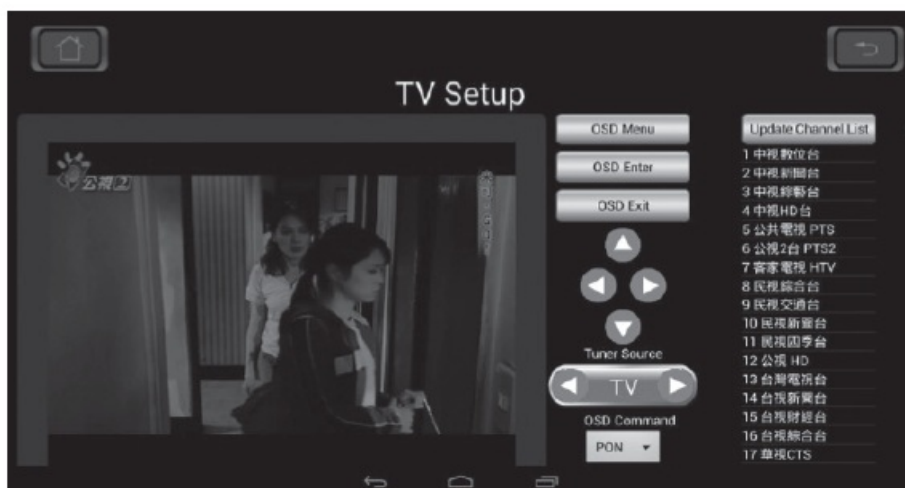 TV Setup
公視2
OSD Menu
OSD Enter
OSD Exit
Tuner Source
TV
OSD Command
PON
Update Channel List
1 中視數位台
2 中視新聞台
3 中視綜藝台
4 中視HD台
5 公共電視 PTS
6 公視2台 PTS2
7 客家電視 HTV
8 民視綜合台
9 民視交通台
10 民視新聞台
11 民視四季台
12 公視 HD
13 台灣電視台
14 台視新聞台
15 台視財經台
16 台視綜合台
17 華視CTS